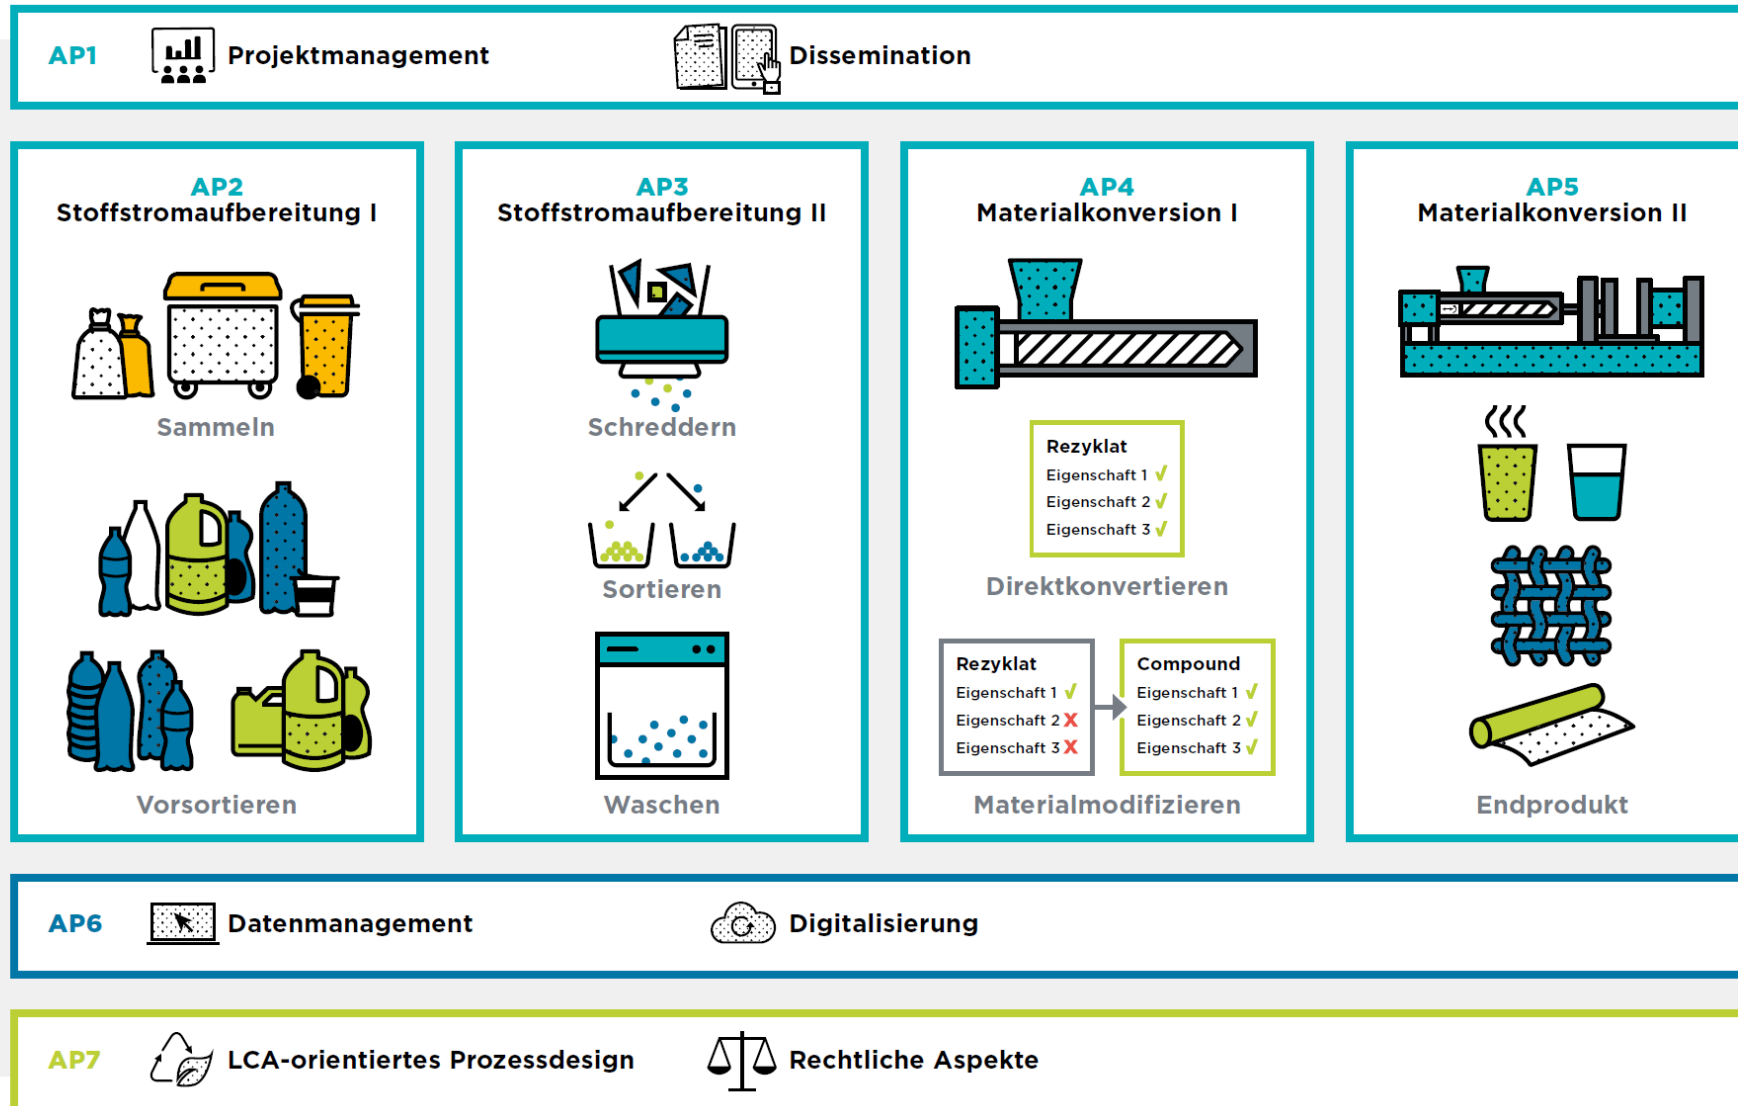 AP1 Projektmanagement Dissemination
AP2
Stoffstromaufbereitung I
Sammeln
Vorsortieren
AP3
Stoffstromaufbereitung II
Schreddern
Sortieren
Waschen
AP4
Materialkonversion I
Rezyklat
Eigenschaft 1 ✓
Eigenschaft 2 ✓
Eigenschaft 3 ✓
Direktkonvertieren
Rezyklat
Eigenschaft 1 ✓
Eigenschaft 2 X
Eigenschaft 3 X
Compound
Eigenschaft 1 ✓
Eigenschaft 2 ✓
Eigenschaft 3 ✓
Materialmodifizieren
AP5
Materialkonversion II
Endprodukt
AP6 Datenmanagement Digitalisierung
AP7 LCA-orientiertes Prozessdesign Rechtliche Aspekte